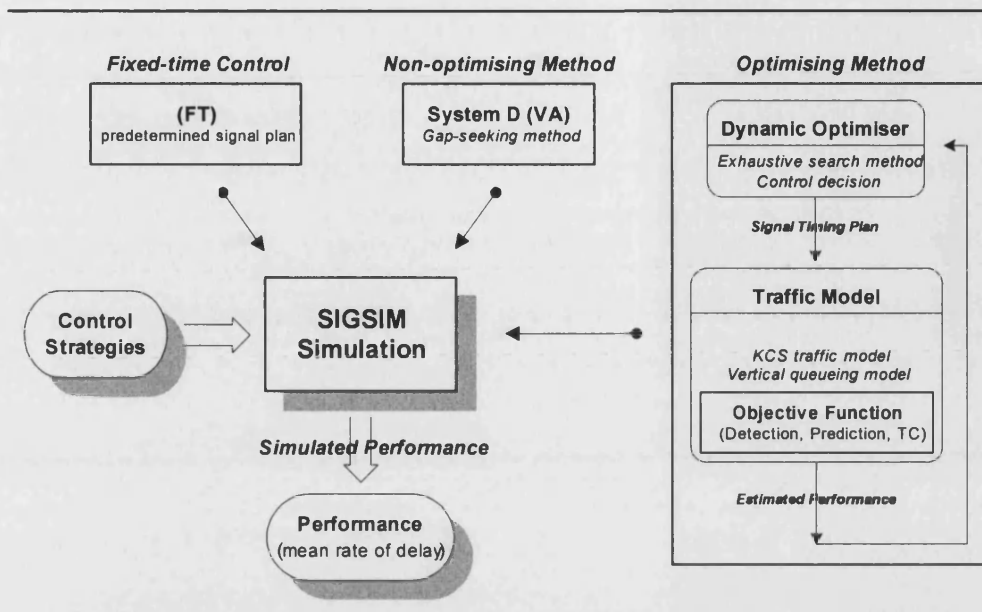 Fixed-time Control
(FT)
predetermined signal plan
Non-optimising Method
System D (VA)
Gap-seeking method
Optimising Method
Dynamic Optimiser
Exhaustive search method
Control decision
Signal Timing Plan
Traffic Model
KCS traffic model
Vertical queueing model
Objective Function
(Detection, Prediction, TC)
Estimated Performance
Control
Strategies
SIGSIM
Simulation
Simulated Performance
Performance
(mean rate of delay)